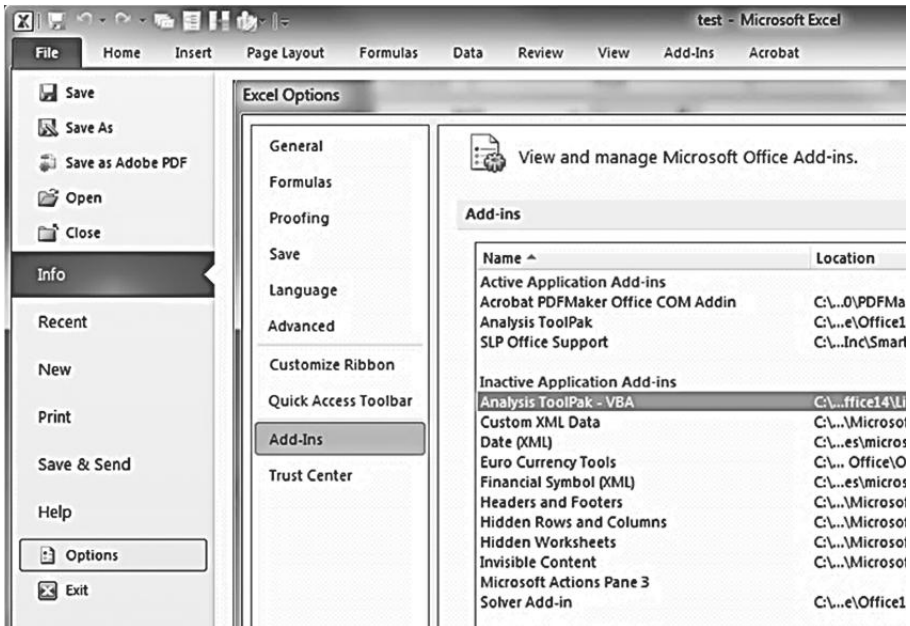 test - Microsoft Excel
File Home Insert Page Layout Formulas Data Review View Add-Ins Acrobat
Save
Save As
Save as Adobe PDF
Open
Close
Info
Recent
New
Print
Save & Send
Help
Options
Exit
Excel Options
General
Formulas
Proofing
Save
Language
Advanced
Customize Ribbon
Quick Access Toolbar
Add-Ins
Trust Center
View and manage Microsoft Office Add-ins.
Add-ins
Name Location
Active Application Add-ins
Acrobat PDFMaker Office COM Addin C:\...0\PDFMa
Analysis ToolPak C:\...e\Office1
SLP Office Support C:\...Inc\Smart
Inactive Application Add-ins
Analysis ToolPak - VBA C:\...ffice14\Li
Custom XML Data C:\...\Microsof
Date (XML) C:\...es\micros
Euro Currency Tools C:\... Office\O
Financial Symbol (XML) C:\...es\micros
Headers and Footers C:\...\Microsof
Hidden Rows and Columns C:\...\Microsof
Hidden Worksheets C:\...\Microsof
Invisible Content C:\...\Microsof
Microsoft Actions Pane 3
Solver Add-in C:\...e\Office1